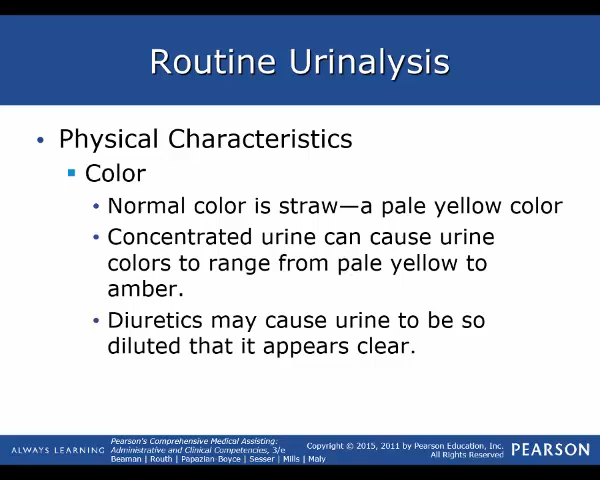 Routine Urinalysis
• Physical Characteristics
▪ Color
• Normal color is straw—a pale yellow color
• Concentrated urine can cause urine
colors to range from pale yellow to
amber.
• Diuretics may cause urine to be so
diluted that it appears clear.
ALWAYS LEARNING
Pearson's Comprehensive Medical Assisting:
Administrative and Clinical Competencies, 3/e
Beaman | Routh | Papazian Boyce | Sesser | Mills | Maly
Copyright © 2015, 2011 by Pearson Education, Inc.
All Rights Reserved
PEARSON